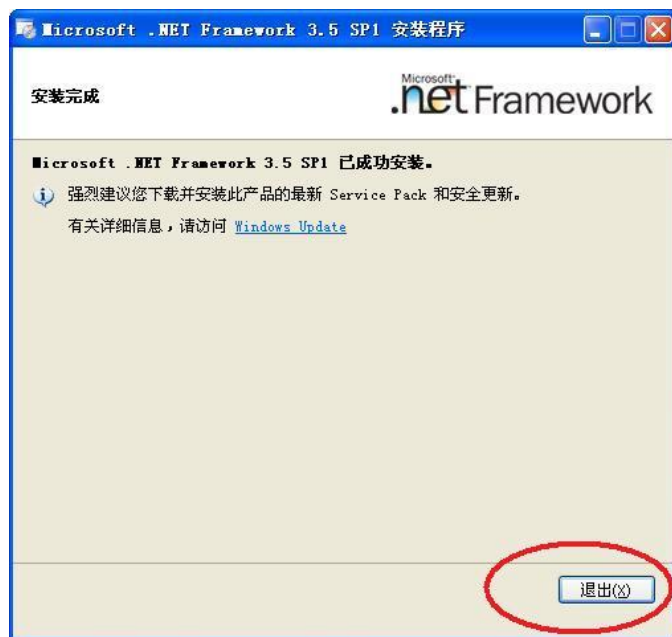 Microsoft .NET Framework 3.5 SP1 安装程序
安装完成
Microsoft .net Framework
Microsoft .NET Framework 3.5 SP1 已成功安装。
强烈建议您下载并安装此产品的最新 Service Pack 和安全更新。
有关详细信息，请访问 Windows Update
退出(X)